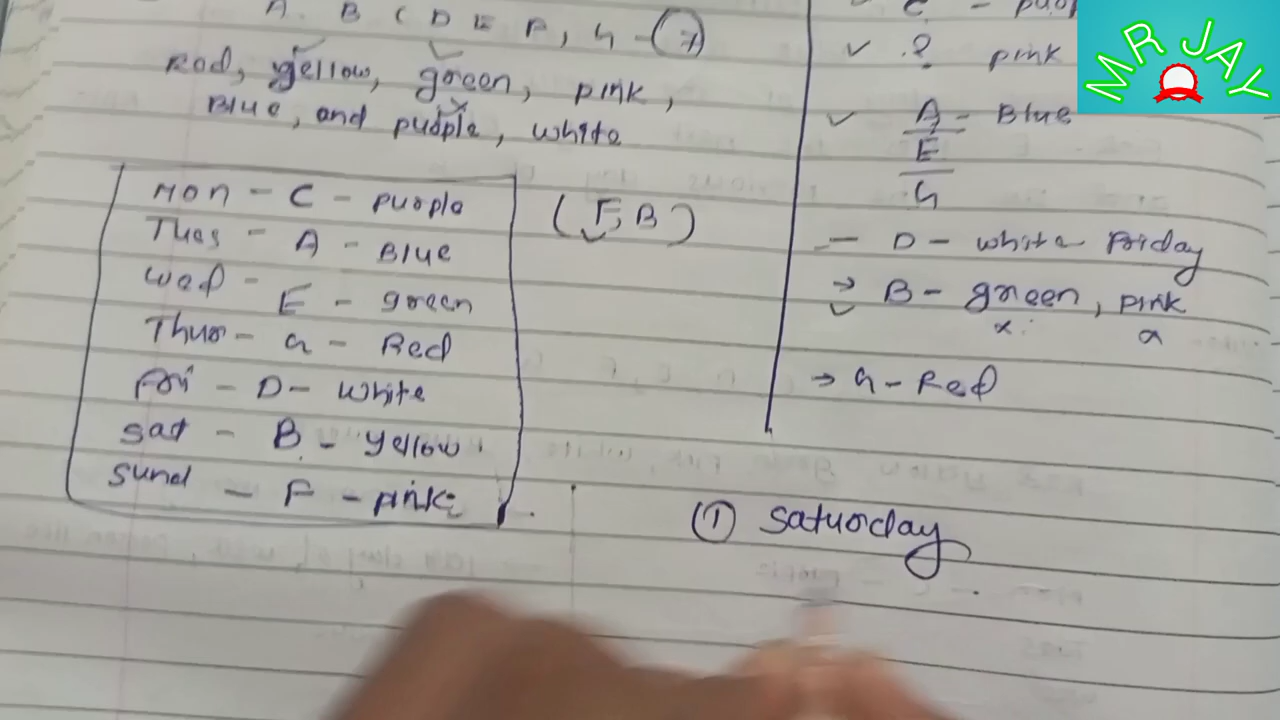 A. B C D E F, G - 7
Red, yellow, green, pink,
Blue, and purple, white
Mon - C - purple
Tues - A - Blue
wed - E - green
Thur - G - Red
Fri - D - white
sat - B - yellow
Sund - F - pink
(F, B)
C - purp
? pink
A - Blue
E
G
- D - white Friday
→ B - green, pink
x x
→ G - Red
① Saturday
MR JAY